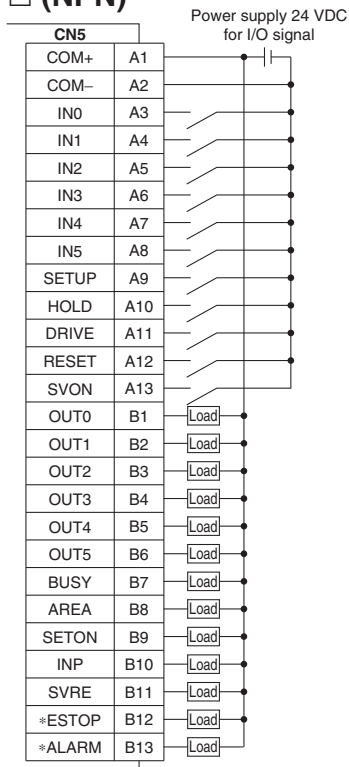 □ (NPN)
Power supply 24 VDC
for I/O signal
CN5
COM+ A1
COM− A2
IN0 A3
IN1 A4
IN2 A5
IN3 A6
IN4 A7
IN5 A8
SETUP A9
HOLD A10
DRIVE A11
RESET A12
SVON A13
OUT0 B1 Load
OUT1 B2 Load
OUT2 B3 Load
OUT3 B4 Load
OUT4 B5 Load
OUT5 B6 Load
BUSY B7 Load
AREA B8 Load
SETON B9 Load
INP B10 Load
SVRE B11 Load
*ESTOP B12 Load
*ALARM B13 Load